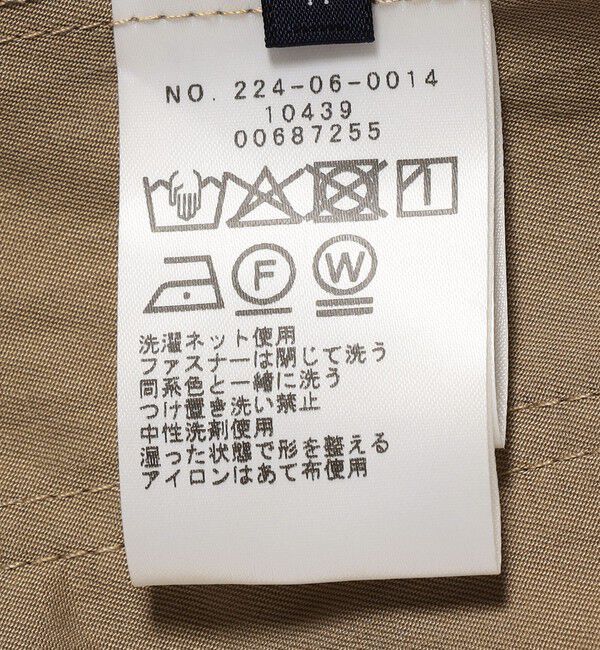 NO. 224-06-0014
10439
00687255
F W
洗濯ネット使用
ファスナーは閉じて洗う
同系色と一緒に洗う
つけ置き洗い禁止
中性洗剤使用
湿った状態で形を整える
アイロンはあて布使用